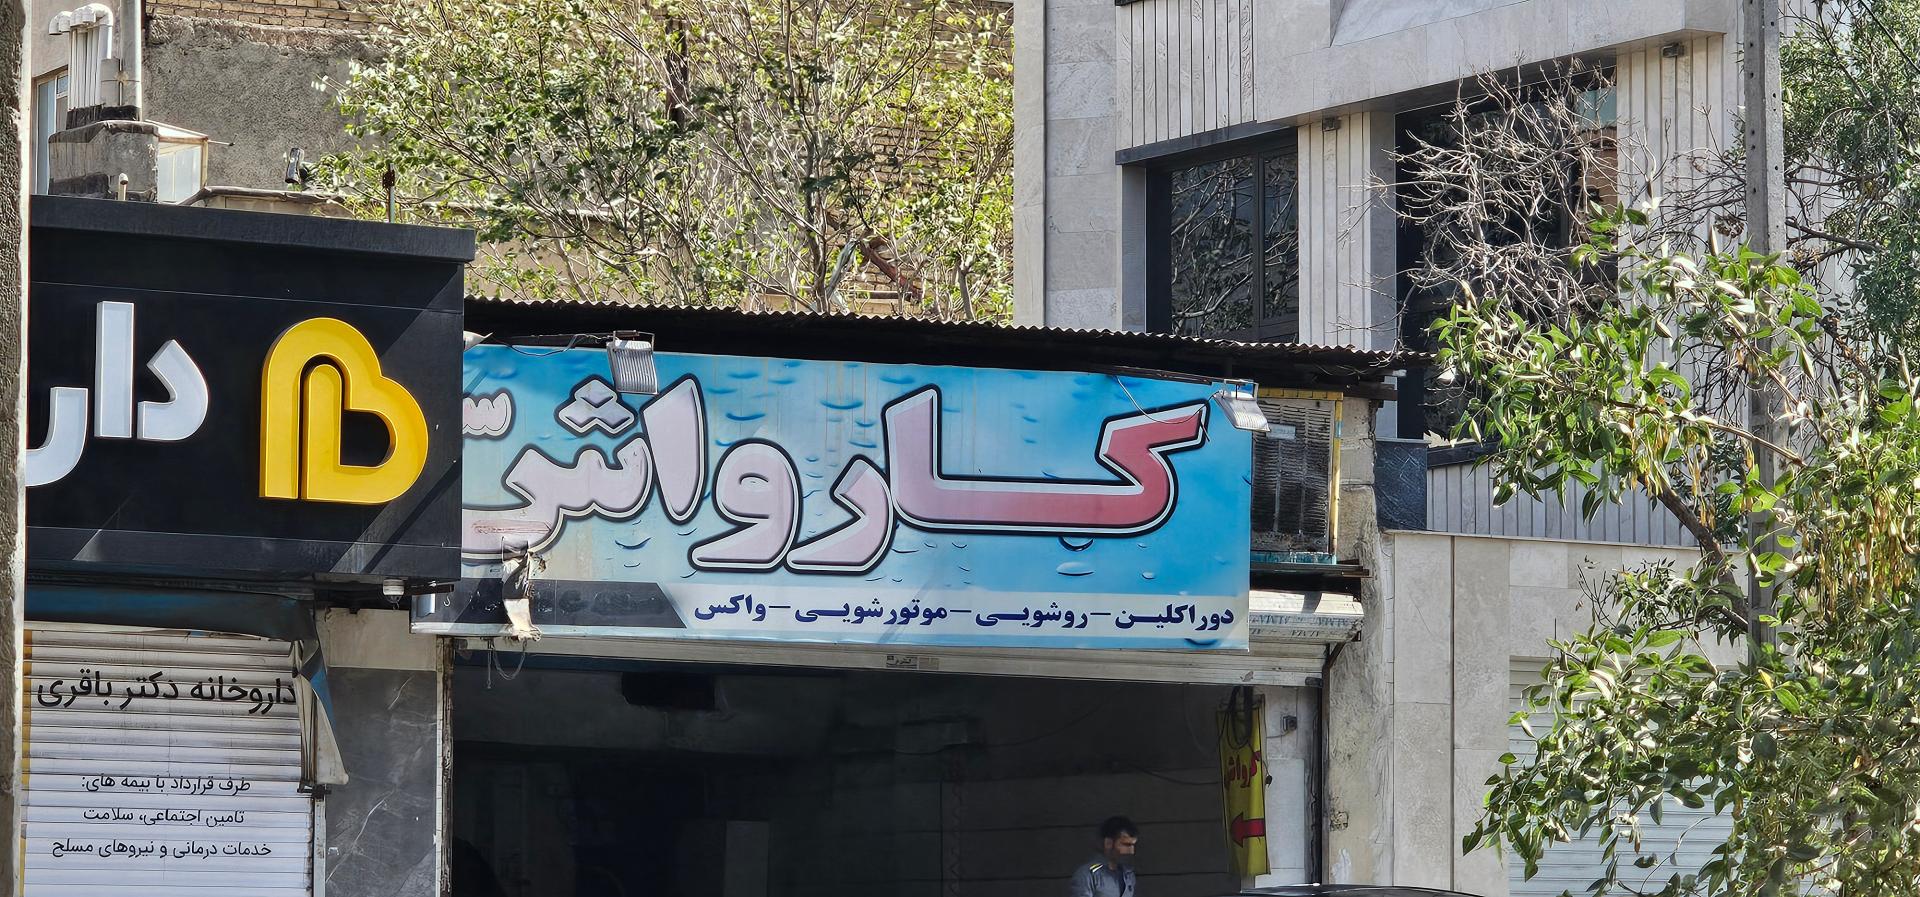 کارواش
دوراکلین – روشویی – موتورشویی – واکس
کارواش
دار
داروخانه دکتر باقری
طرف قرارداد با بیمه های:
تامین اجتماعی، سلامت
خدمات درمانی و نیروهای مسلح